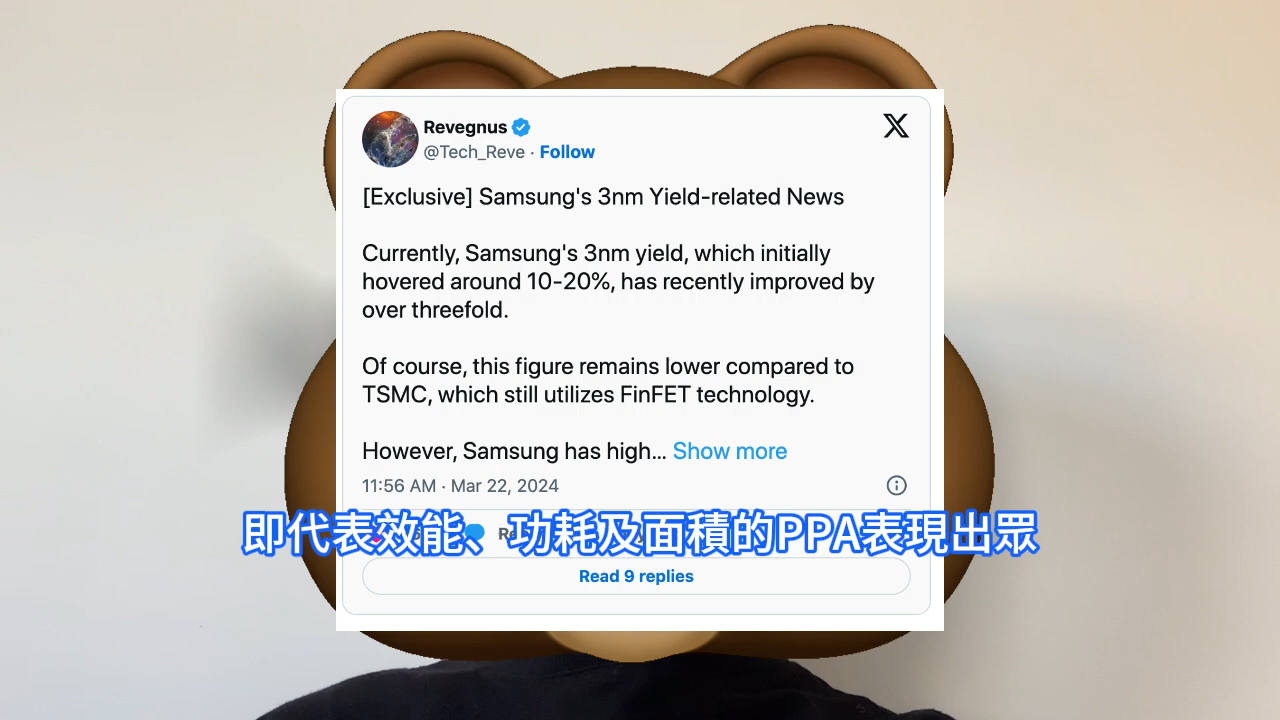 Revegnus
@Tech_Reve · Follow
[Exclusive] Samsung's 3nm Yield-related News
Currently, Samsung's 3nm yield, which initially
hovered around 10-20%, has recently improved by
over threefold.
Of course, this figure remains lower compared to
TSMC, which still utilizes FinFET technology.
However, Samsung has high... Show more
11:56 AM · Mar 22, 2024
即代表效能、功耗及面積的PPA表現出眾
Read 9 replies